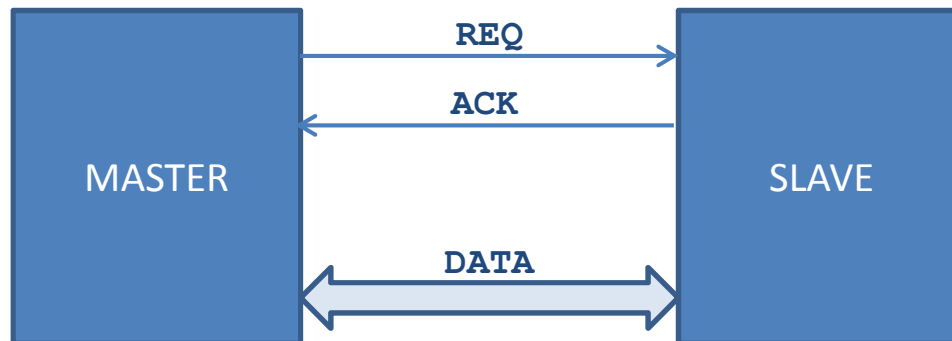 REQ
ACK
MASTER
SLAVE
DATA